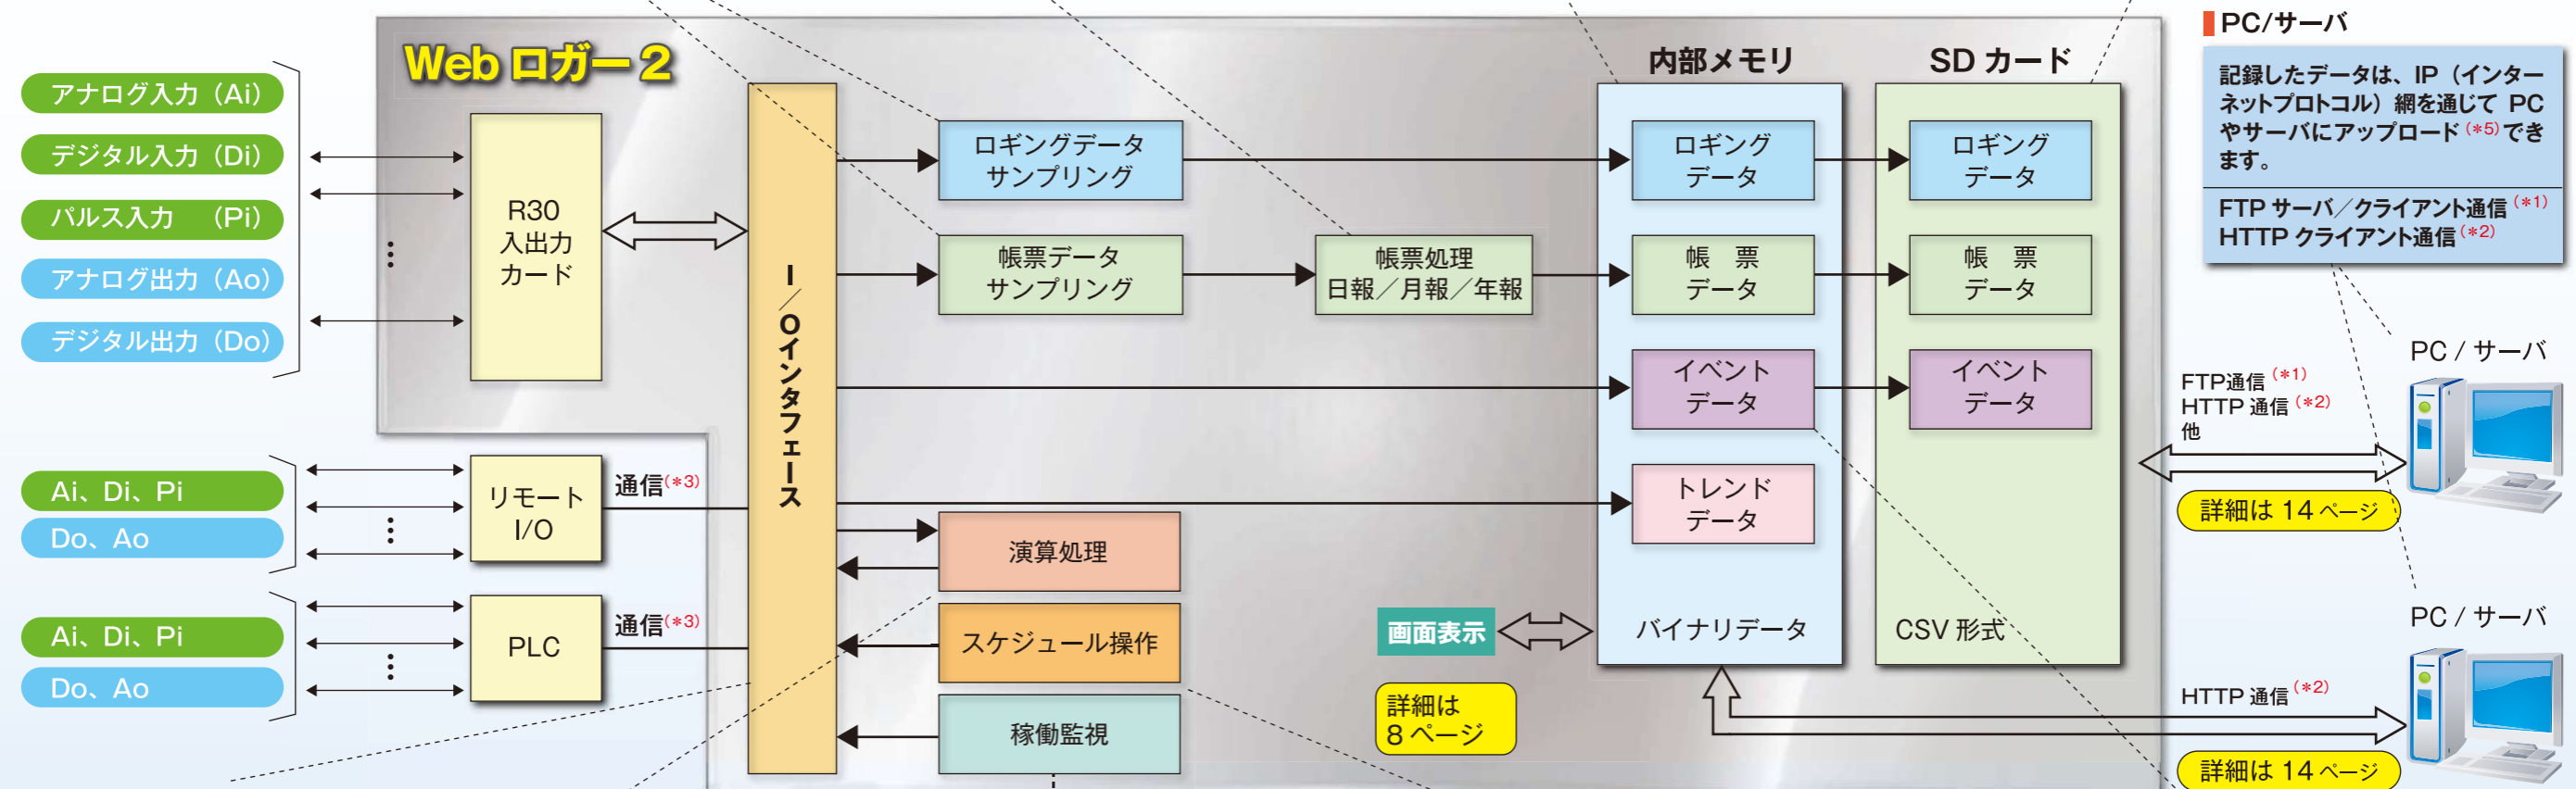 Web ロガー 2
アナログ入力（Ai）
デジタル入力（Di）
パルス入力　（Pi）
アナログ出力（Ao）
デジタル出力（Do）
R30
入出力
カード
Ai、Di、Pi
Do、Ao
リモート
I/O
通信(*3)
Ai、Di、Pi
Do、Ao
PLC
通信(*3)
I／Oインタフェース
ロギングデータ
サンプリング
帳票データ
サンプリング
帳票処理
日報／月報／年報
演算処理
スケジュール操作
稼働監視
画面表示
詳細は
8 ページ
内部メモリ
ロギング
データ
帳　票
データ
イベント
データ
トレンド
データ
バイナリデータ
SD カード
ロギング
データ
帳　票
データ
イベント
データ
CSV 形式
PC/サーバ
記録したデータは、IP（インター
ネットプロトコル）網を通じて PC
やサーバにアップロード(*5)でき
ます。
FTP サーバ／クライアント通信(*1)
HTTP クライアント通信(*2)
PC / サーバ
FTP通信(*1)
HTTP 通信(*2)
他
詳細は 14 ページ
PC / サーバ
HTTP 通信(*2)
詳細は 14 ページ